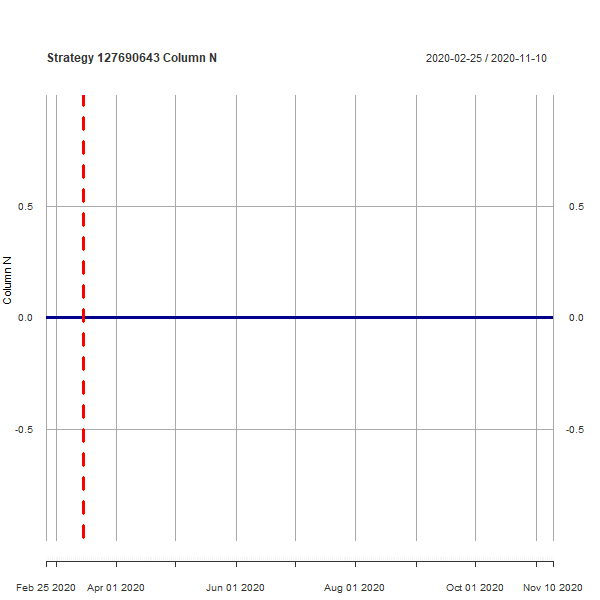 Strategy 127690643 Column N
2020-02-25 / 2020-11-10
0.5
0.5
Column N
0.0
0.0
-0.5
-0.5
Feb 25 2020
Apr 01 2020
Jun 01 2020
Aug 01 2020
Oct 01 2020
Nov 10 2020